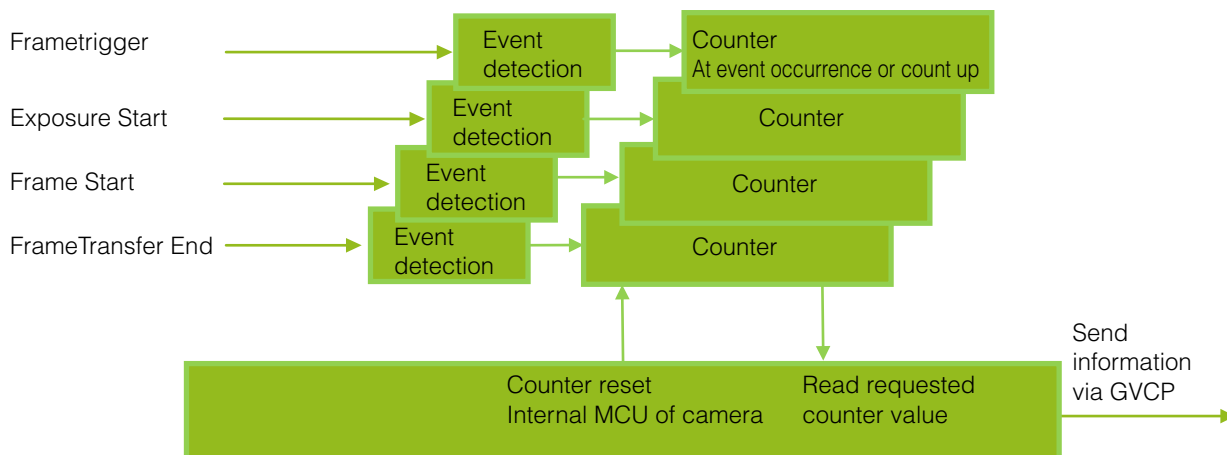 Frametrigger
Event
detection
Counter
At event occurrence or count up
Exposure Start
Event
detection
Counter
Frame Start
Event
detection
Counter
FrameTransfer End
Event
detection
Counter
Counter reset
Internal MCU of camera
Read requested
counter value
Send
information
via GVCP